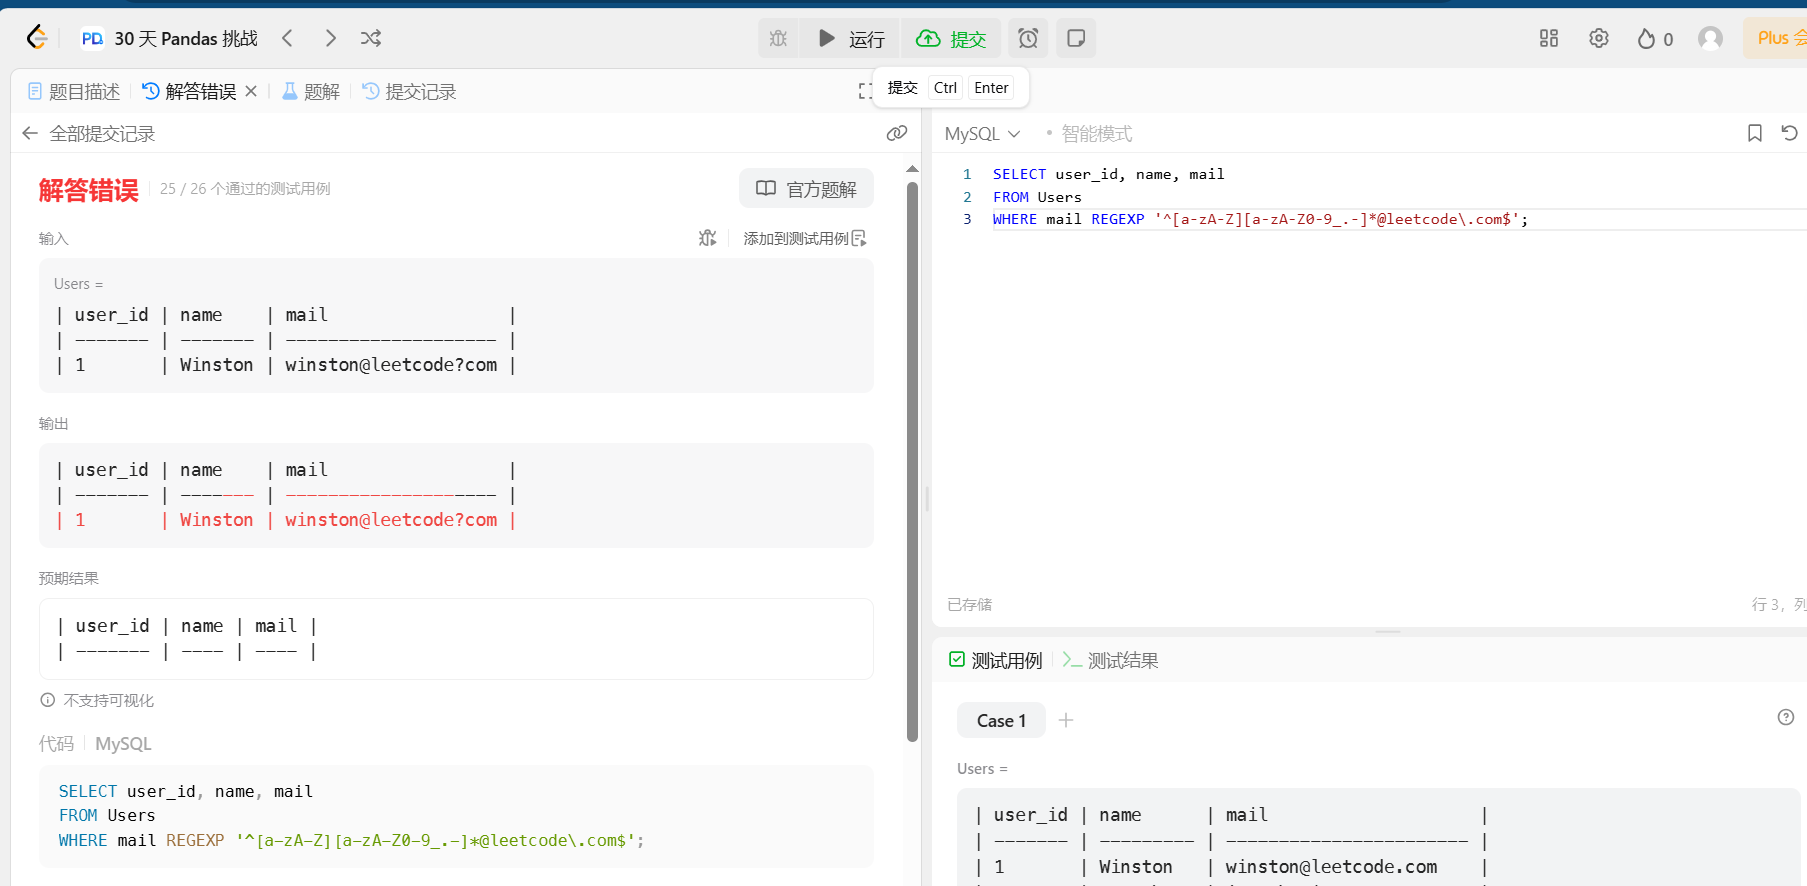 30 天 Pandas 挑战
运行
提交
0
Plus 会
题目描述
解答错误
题解
提交记录
提交 Ctrl Enter
全部提交记录
解答错误
25 / 26 个通过的测试用例
官方题解
输入
添加到测试用例
Users =
| user_id | name    | mail                 |
| ------- | ------- | -------------------- |
| 1       | Winston | winston@leetcode?com |
输出
| user_id | name    | mail                 |
| ------- | ------- | -------------------- |
| 1       | Winston | winston@leetcode?com |
预期结果
| user_id | name | mail |
| ------- | ---- | ---- |
不支持可视化
代码
MySQL
SELECT user_id, name, mail
FROM Users
WHERE mail REGEXP '^[a-zA-Z][a-zA-Z0-9_.-]*@leetcode\.com$';
MySQL
• 智能模式
1 SELECT user_id, name, mail
2 FROM Users
3 WHERE mail REGEXP '^[a-zA-Z][a-zA-Z0-9_.-]*@leetcode\.com$';
已存储
行 3, 列
测试用例
测试结果
Case 1
Users =
| user_id | name      | mail                    |
| ------- | --------- | ----------------------- |
| 1       | Winston   | winston@leetcode.com    |